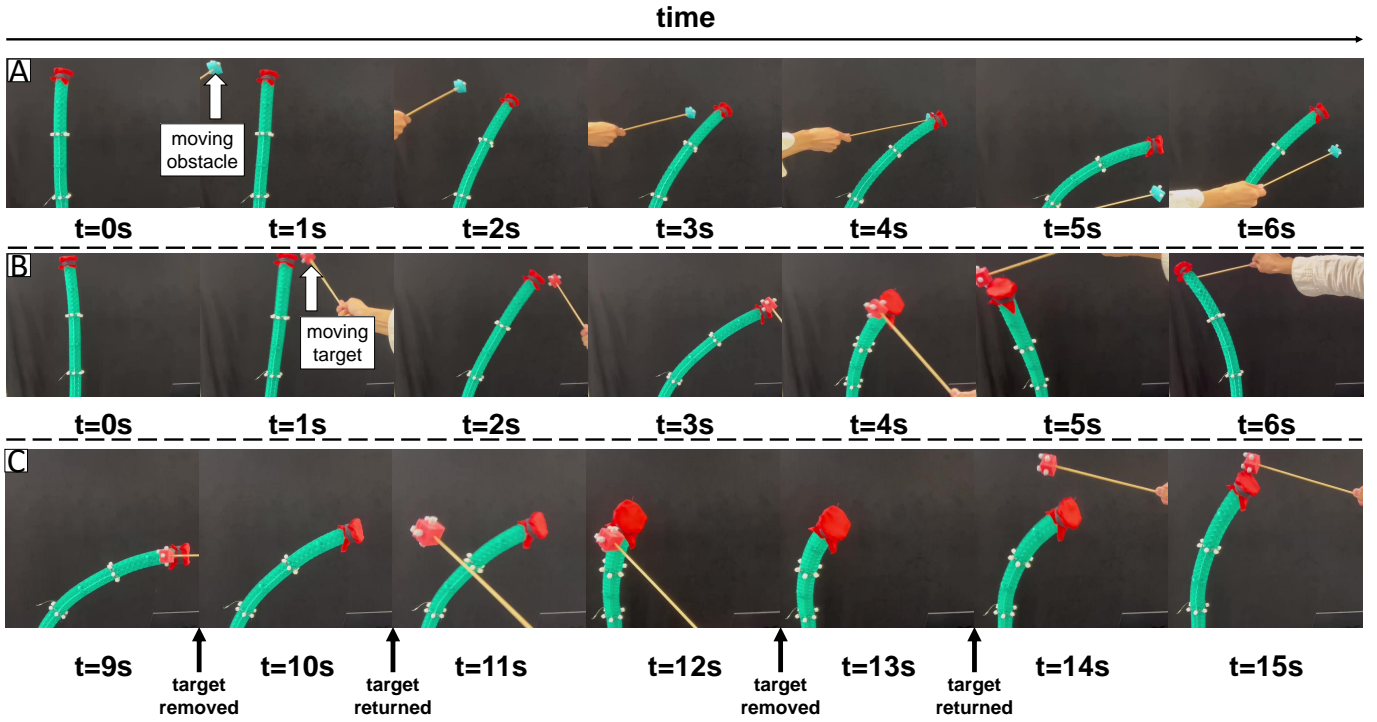 time
A
moving
obstacle
t=0s t=1s t=2s t=3s t=4s t=5s t=6s
B
moving
target
t=0s t=1s t=2s t=3s t=4s t=5s t=6s
C
t=9s t=10s t=11s t=12s t=13s t=14s t=15s
target
removed
target
returned
target
removed
target
returned